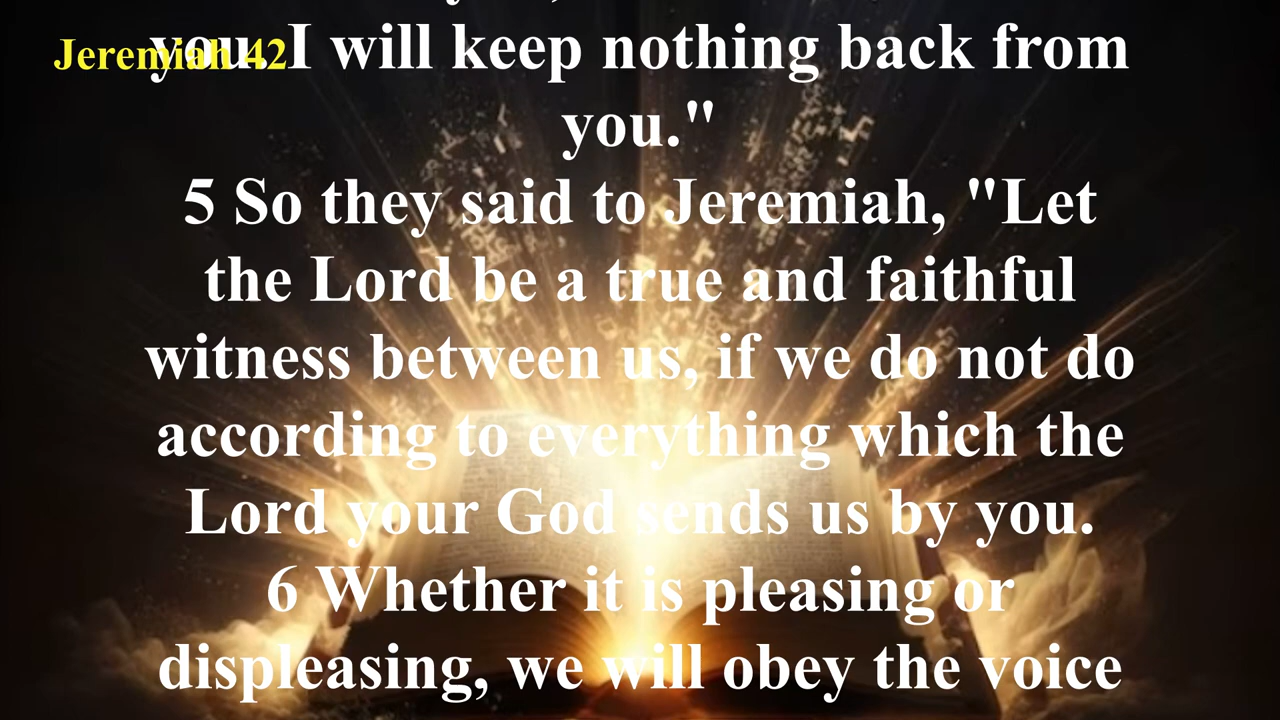 Jeremiah 42
you. I will keep nothing back from
you."
5 So they said to Jeremiah, "Let
the Lord be a true and faithful
witness between us, if we do not do
according to everything which the
Lord your God sends us by you.
6 Whether it is pleasing or
displeasing, we will obey the voice